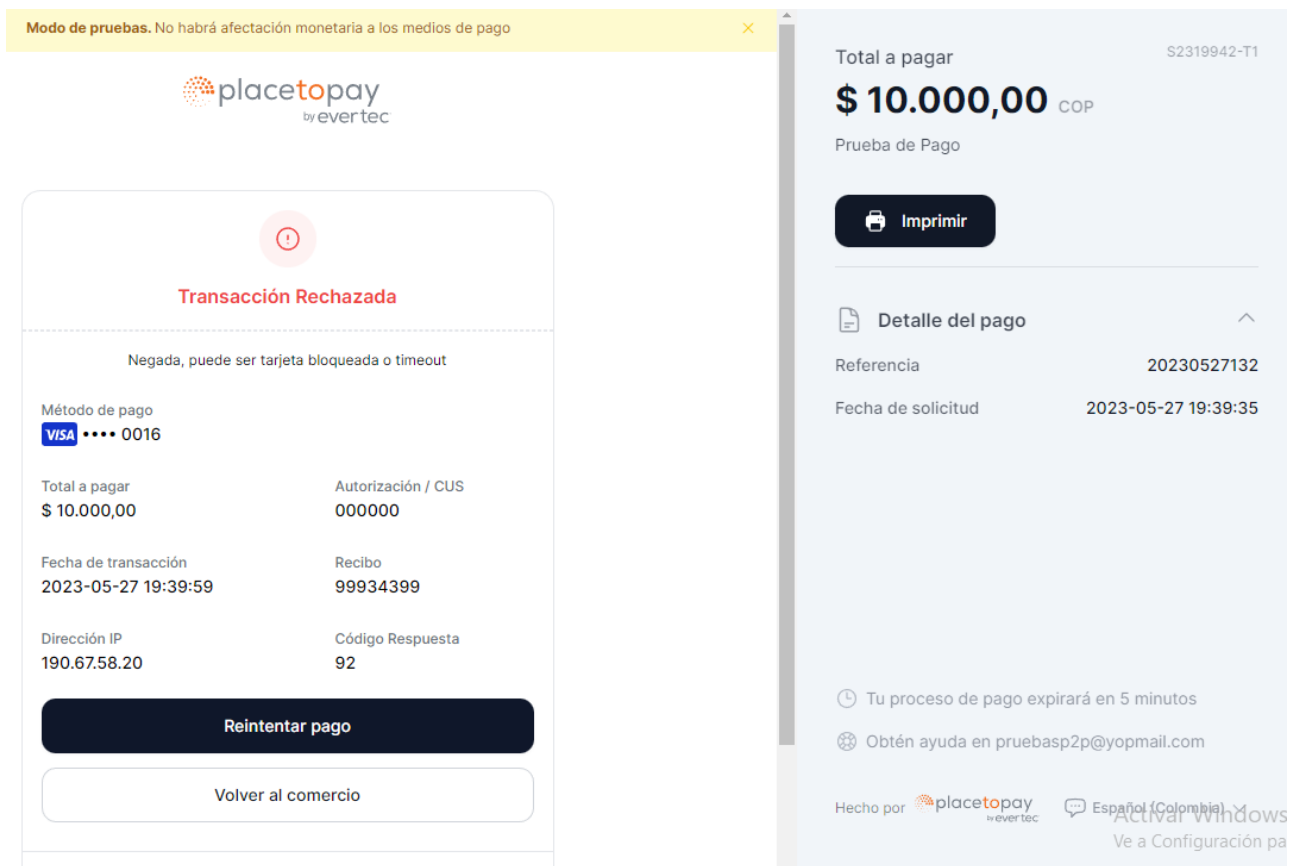 Modo de pruebas. No habrá afectación monetaria a los medios de pago
placetopay
by evertec
Transacción Rechazada
Negada, puede ser tarjeta bloqueada o timeout
Método de pago
VISA •••• 0016
Total a pagar
Autorización / CUS
$ 10.000,00
000000
Fecha de transacción
Recibo
2023-05-27 19:39:59
99934399
Dirección IP
Código Respuesta
190.67.58.20
92
Reintentar pago
Volver al comercio
Total a pagar
S2319942-T1
$ 10.000,00 COP
Prueba de Pago
Imprimir
Detalle del pago
Referencia
20230527132
Fecha de solicitud
2023-05-27 19:39:35
Tu proceso de pago expirará en 5 minutos
Obtén ayuda en pruebasp2p@yopmail.com
Hecho por placetopay
by evertec
Español (Colombia)
Activar Windows
Ve a Configuración pa